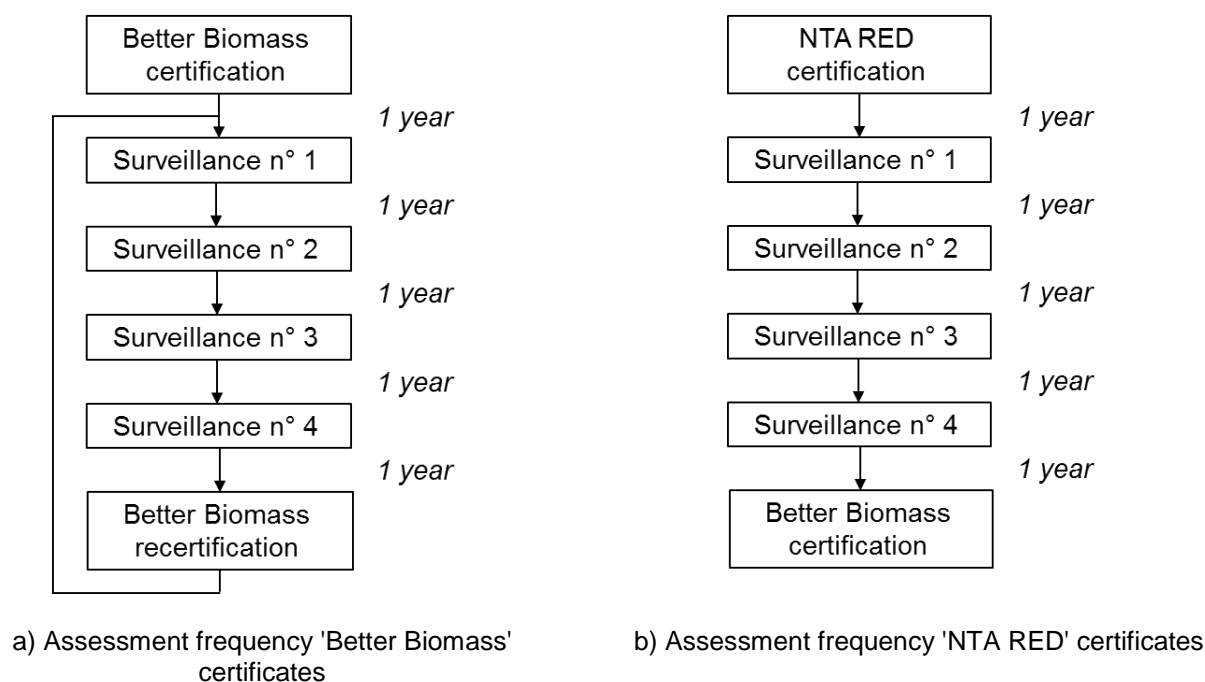 Better Biomass
certification
1 year
Surveillance n° 1
1 year
Surveillance n° 2
1 year
Surveillance n° 3
1 year
Surveillance n° 4
1 year
Better Biomass
recertification
a) Assessment frequency 'Better Biomass'
certificates
NTA RED
certification
1 year
Surveillance n° 1
1 year
Surveillance n° 2
1 year
Surveillance n° 3
1 year
Surveillance n° 4
1 year
Better Biomass
certification
b) Assessment frequency 'NTA RED' certificates